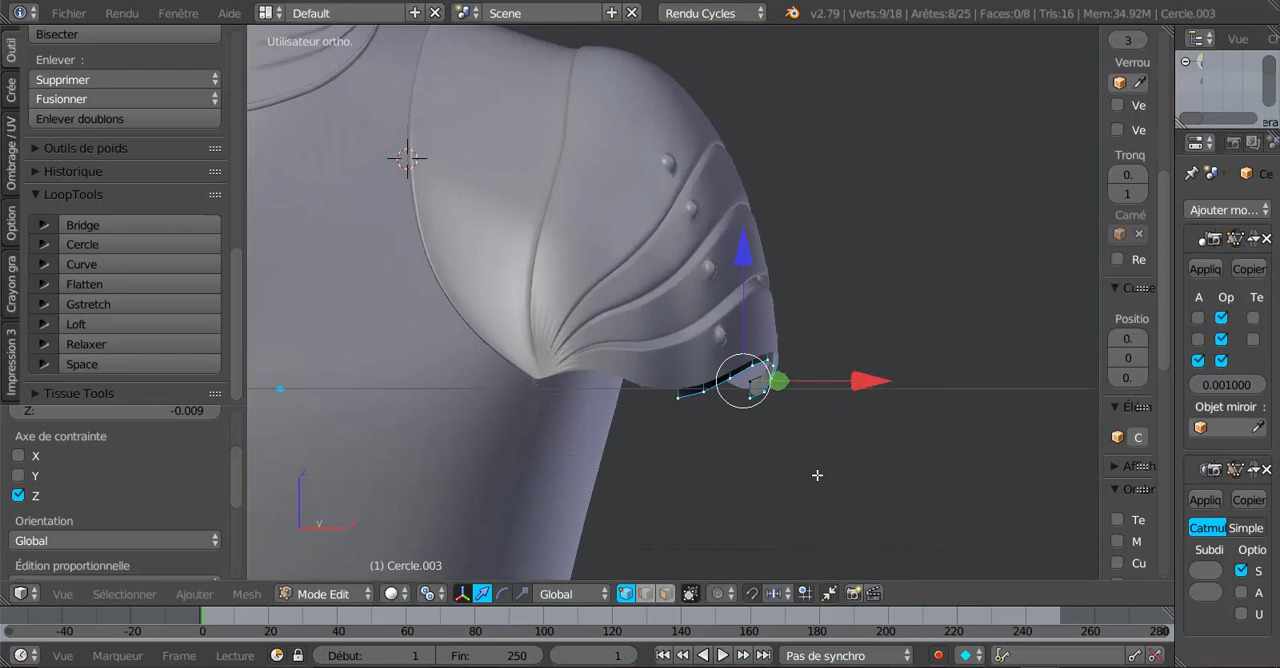 Fichier Rendu Fenêtre Aide Default Scene Rendu Cycles v2.79 | Verts:9/18 | Arêtes:8/25 | Faces:0/8 | Tris:16 | Mem:34.92M | Cercle.003
Outil
Crée
Ombrage / UV
Option
Crayon gra
Impression 3
Bisecter
Enlever :
Supprimer
Fusionner
Enlever doublons
Outils de poids
Historique
LoopTools
Bridge
Cercle
Curve
Flatten
Gstretch
Loft
Relaxer
Space
Tissue Tools
Z: -0.009
Axe de contrainte
X
Y
Z
Orientation
Global
Édition proportionnelle
Utilisateur ortho.
z
y x
(1) Cercle.003
3
Verrou
Ve
Ve
Tronq
0.
1
Camé
Re
Positio
0.
0
0.
C
Te
M
Cu
Vue
era
Ce
Ajouter mo...
Appliq Copier
A Op Te
0.001000
Objet miroir :
Appliq Copier
Catmu Simple
Subdi Optio
S
A
U
Vue Sélectionner Ajouter Mesh Mode Edit Global
-40 -20 0 20 40 60 80 100 120 140 160 180 200 220 240 260 280
Vue Marqueur Frame Lecture Début: 1 Fin: 250 1 Pas de synchro